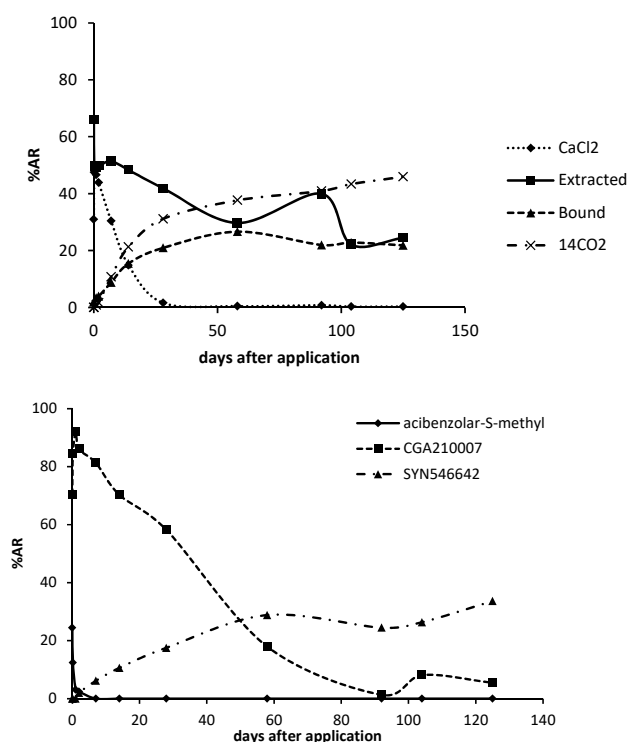 100
80
60
40
20
0
%AR
0 50 100 150
days after application
CaCl2
Extracted
Bound
14CO2
100
80
60
40
20
0
%AR
0 20 40 60 80 100 120 140
days after application
acibenzolar-S-methyl
CGA210007
SYN546642